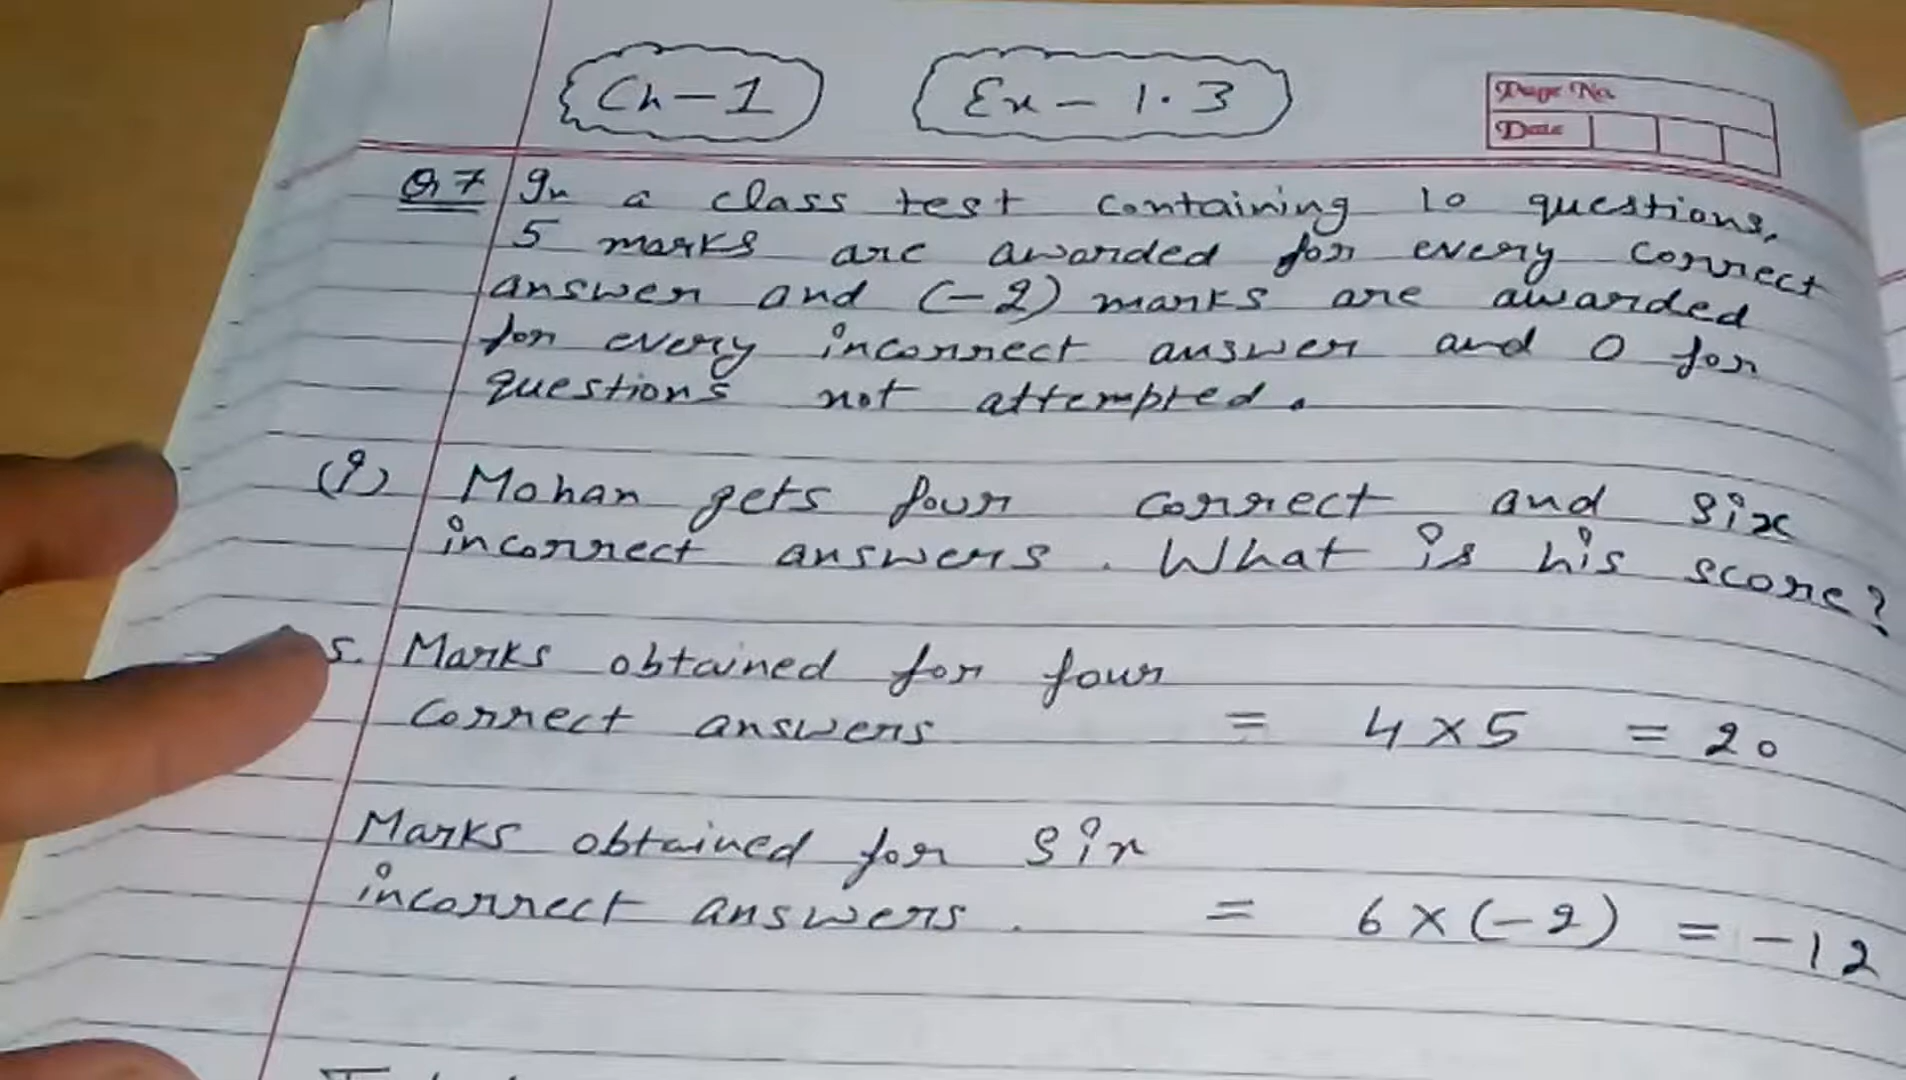 Ch-1 Ex-1.3
Page No.
Date
Q7 In a class test containing 10 questions,
5 marks are awarded for every correct
answer and (-2) marks are awarded
for every incorrect answer and 0 for
questions not attempted.
(i) Mohan gets four correct and six
incorrect answers. What is his score?
s. Marks obtained for four
correct answers = 4×5 = 20
Marks obtained for six
incorrect answers. = 6×(-2) = -12